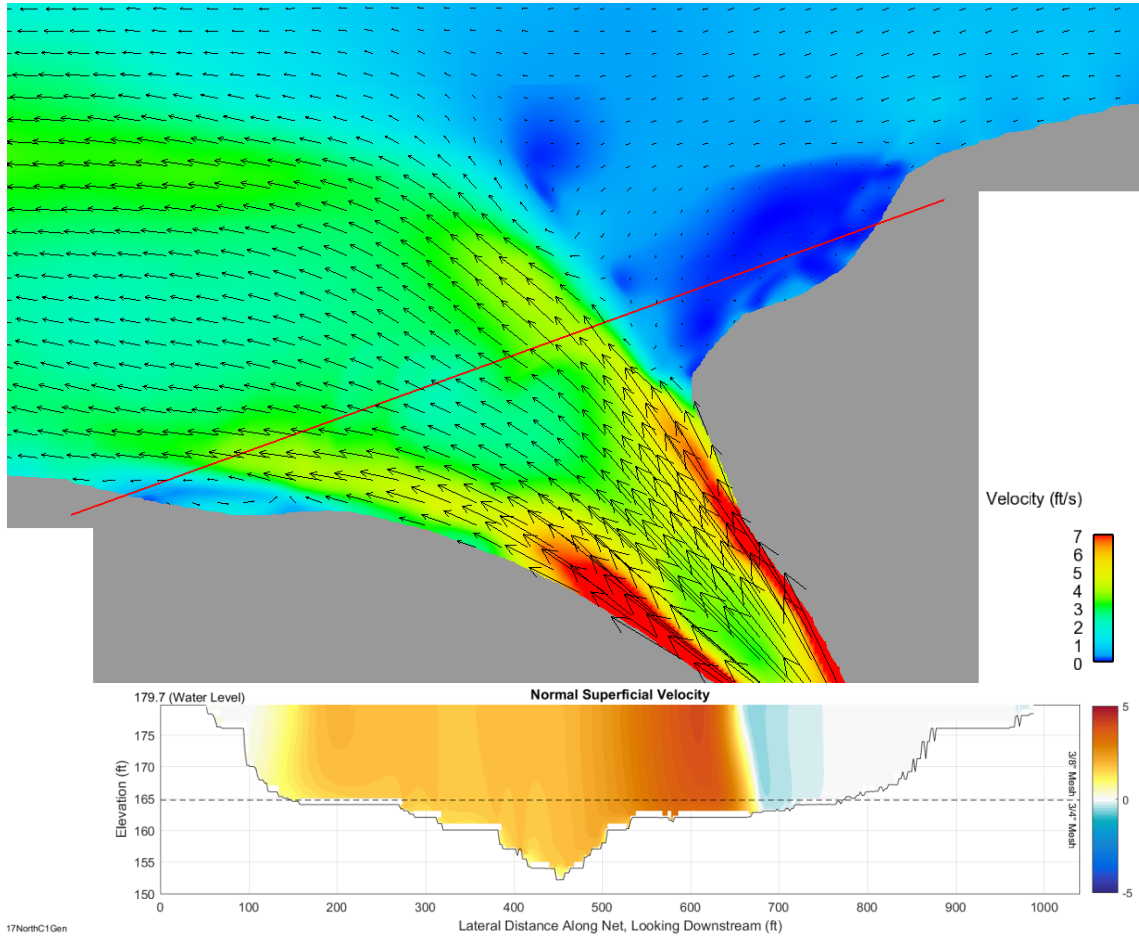 Velocity (ft/s)
7
6
5
4
3
2
1
0
179.7 (Water Level)
Normal Superficial Velocity
175
170
165
160
155
150
Elevation (ft)
3/8" Mesh
3/4" Mesh
5
0
-5
0 100 200 300 400 500 600 700 800 900 1000
Lateral Distance Along Net, Looking Downstream (ft)
17NorthC1Gen